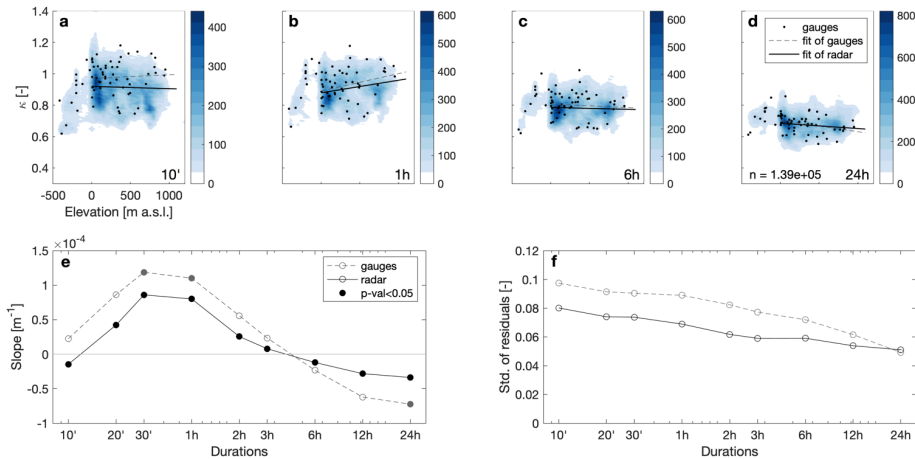 a
b
c
d
1.4
1.2
1
0.8
0.6
0.4
κ [-]
10'
1h
6h
24h
n = 1.39e+05
gauges
fit of gauges
fit of radar
400
300
200
100
0
600
500
400
300
200
100
0
600
500
400
300
200
100
0
800
600
400
200
0
-500 0 500 1000
Elevation [m a.s.l.]
×10⁻⁴
e
1.5
1
0.5
0
-0.5
-1
Slope [m⁻¹]
gauges
radar
p-val<0.05
10' 20' 30' 1h 2h 3h 6h 12h 24h
Durations
f
0.12
0.1
0.08
0.06
0.04
0.02
0
Std. of residuals [-]
10' 20' 30' 1h 2h 3h 6h 12h 24h
Durations